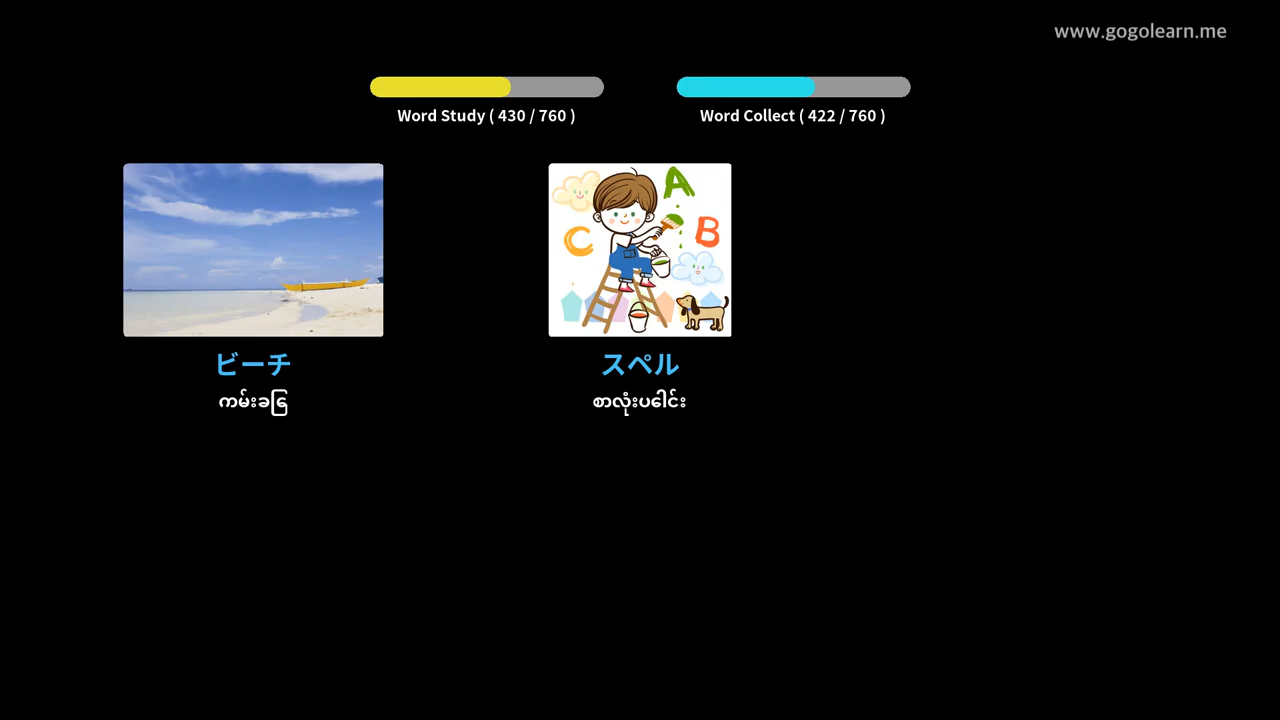 www.gogolearn.me
Word Study ( 430 / 760 )
Word Collect ( 422 / 760 )
A
B
C
ビーチ
スペル
ကမ်းခြေ
စာလုံးပေါင်း